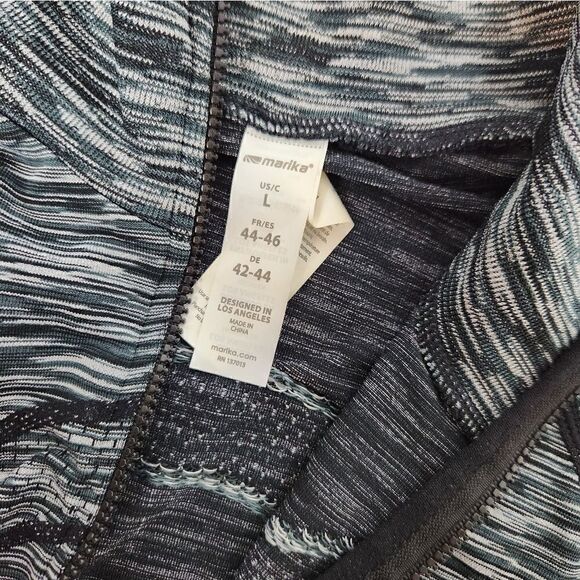 marika®
US/C
L
FR/ES
44-46
DE
42-44
DESIGNED IN
LOS ANGELES
MADE IN
CHINA
marika.com
RN 137013